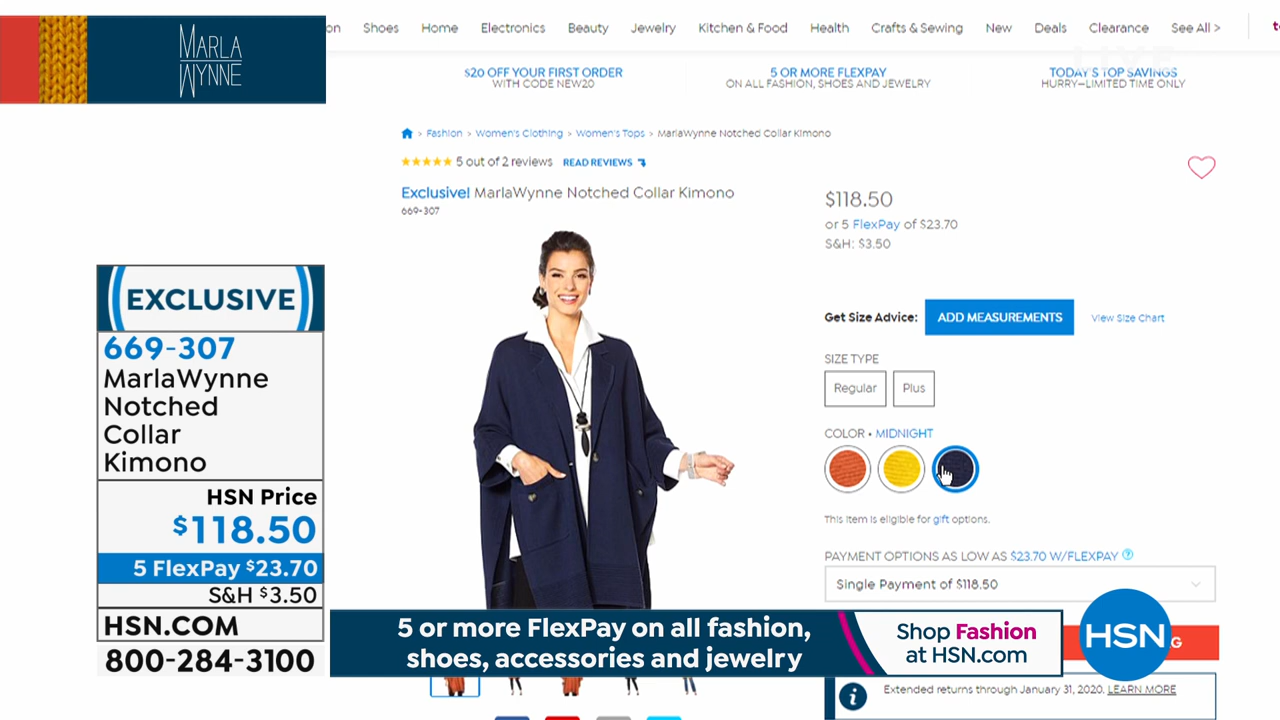 MARLA
WYNNE
on Shoes Home Electronics Beauty Jewelry Kitchen & Food Health Crafts & Sewing New Deals Clearance See All >
LIVE
$20 OFF YOUR FIRST ORDER
WITH CODE NEW20
5 OR MORE FLEXPAY
ON ALL FASHION, SHOES AND JEWELRY
TODAY'S TOP SAVINGS
HURRY—LIMITED TIME ONLY
> Fashion > Women's Clothing > Women's Tops > MarlaWynne Notched Collar Kimono
5 out of 2 reviews READ REVIEWS
Exclusive! MarlaWynne Notched Collar Kimono
669-307
$118.50
or 5 FlexPay of $23.70
S&H: $3.50
Get Size Advice: ADD MEASUREMENTS View Size Chart
SIZE TYPE
Regular Plus
COLOR • MIDNIGHT
This item is eligible for gift options.
PAYMENT OPTIONS AS LOW AS $23.70 W/FLEXPAY ?
Single Payment of $118.50
G
i Extended returns through January 31, 2020. LEARN MORE
EXCLUSIVE
669-307
MarlaWynne
Notched
Collar
Kimono
HSN Price
$118.50
5 FlexPay $23.70
S&H $3.50
HSN.COM
800-284-3100
5 or more FlexPay on all fashion,
shoes, accessories and jewelry
Shop Fashion
at HSN.com
HSN